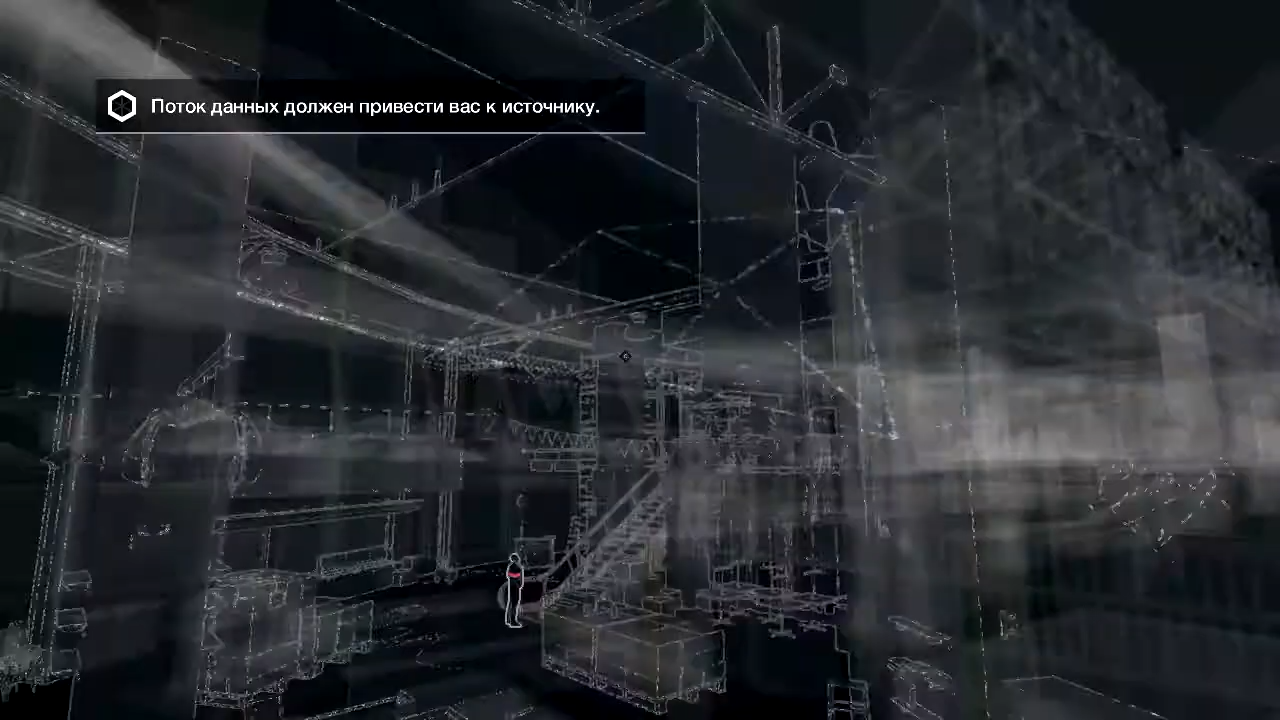 Поток данных должен привести вас к источнику.